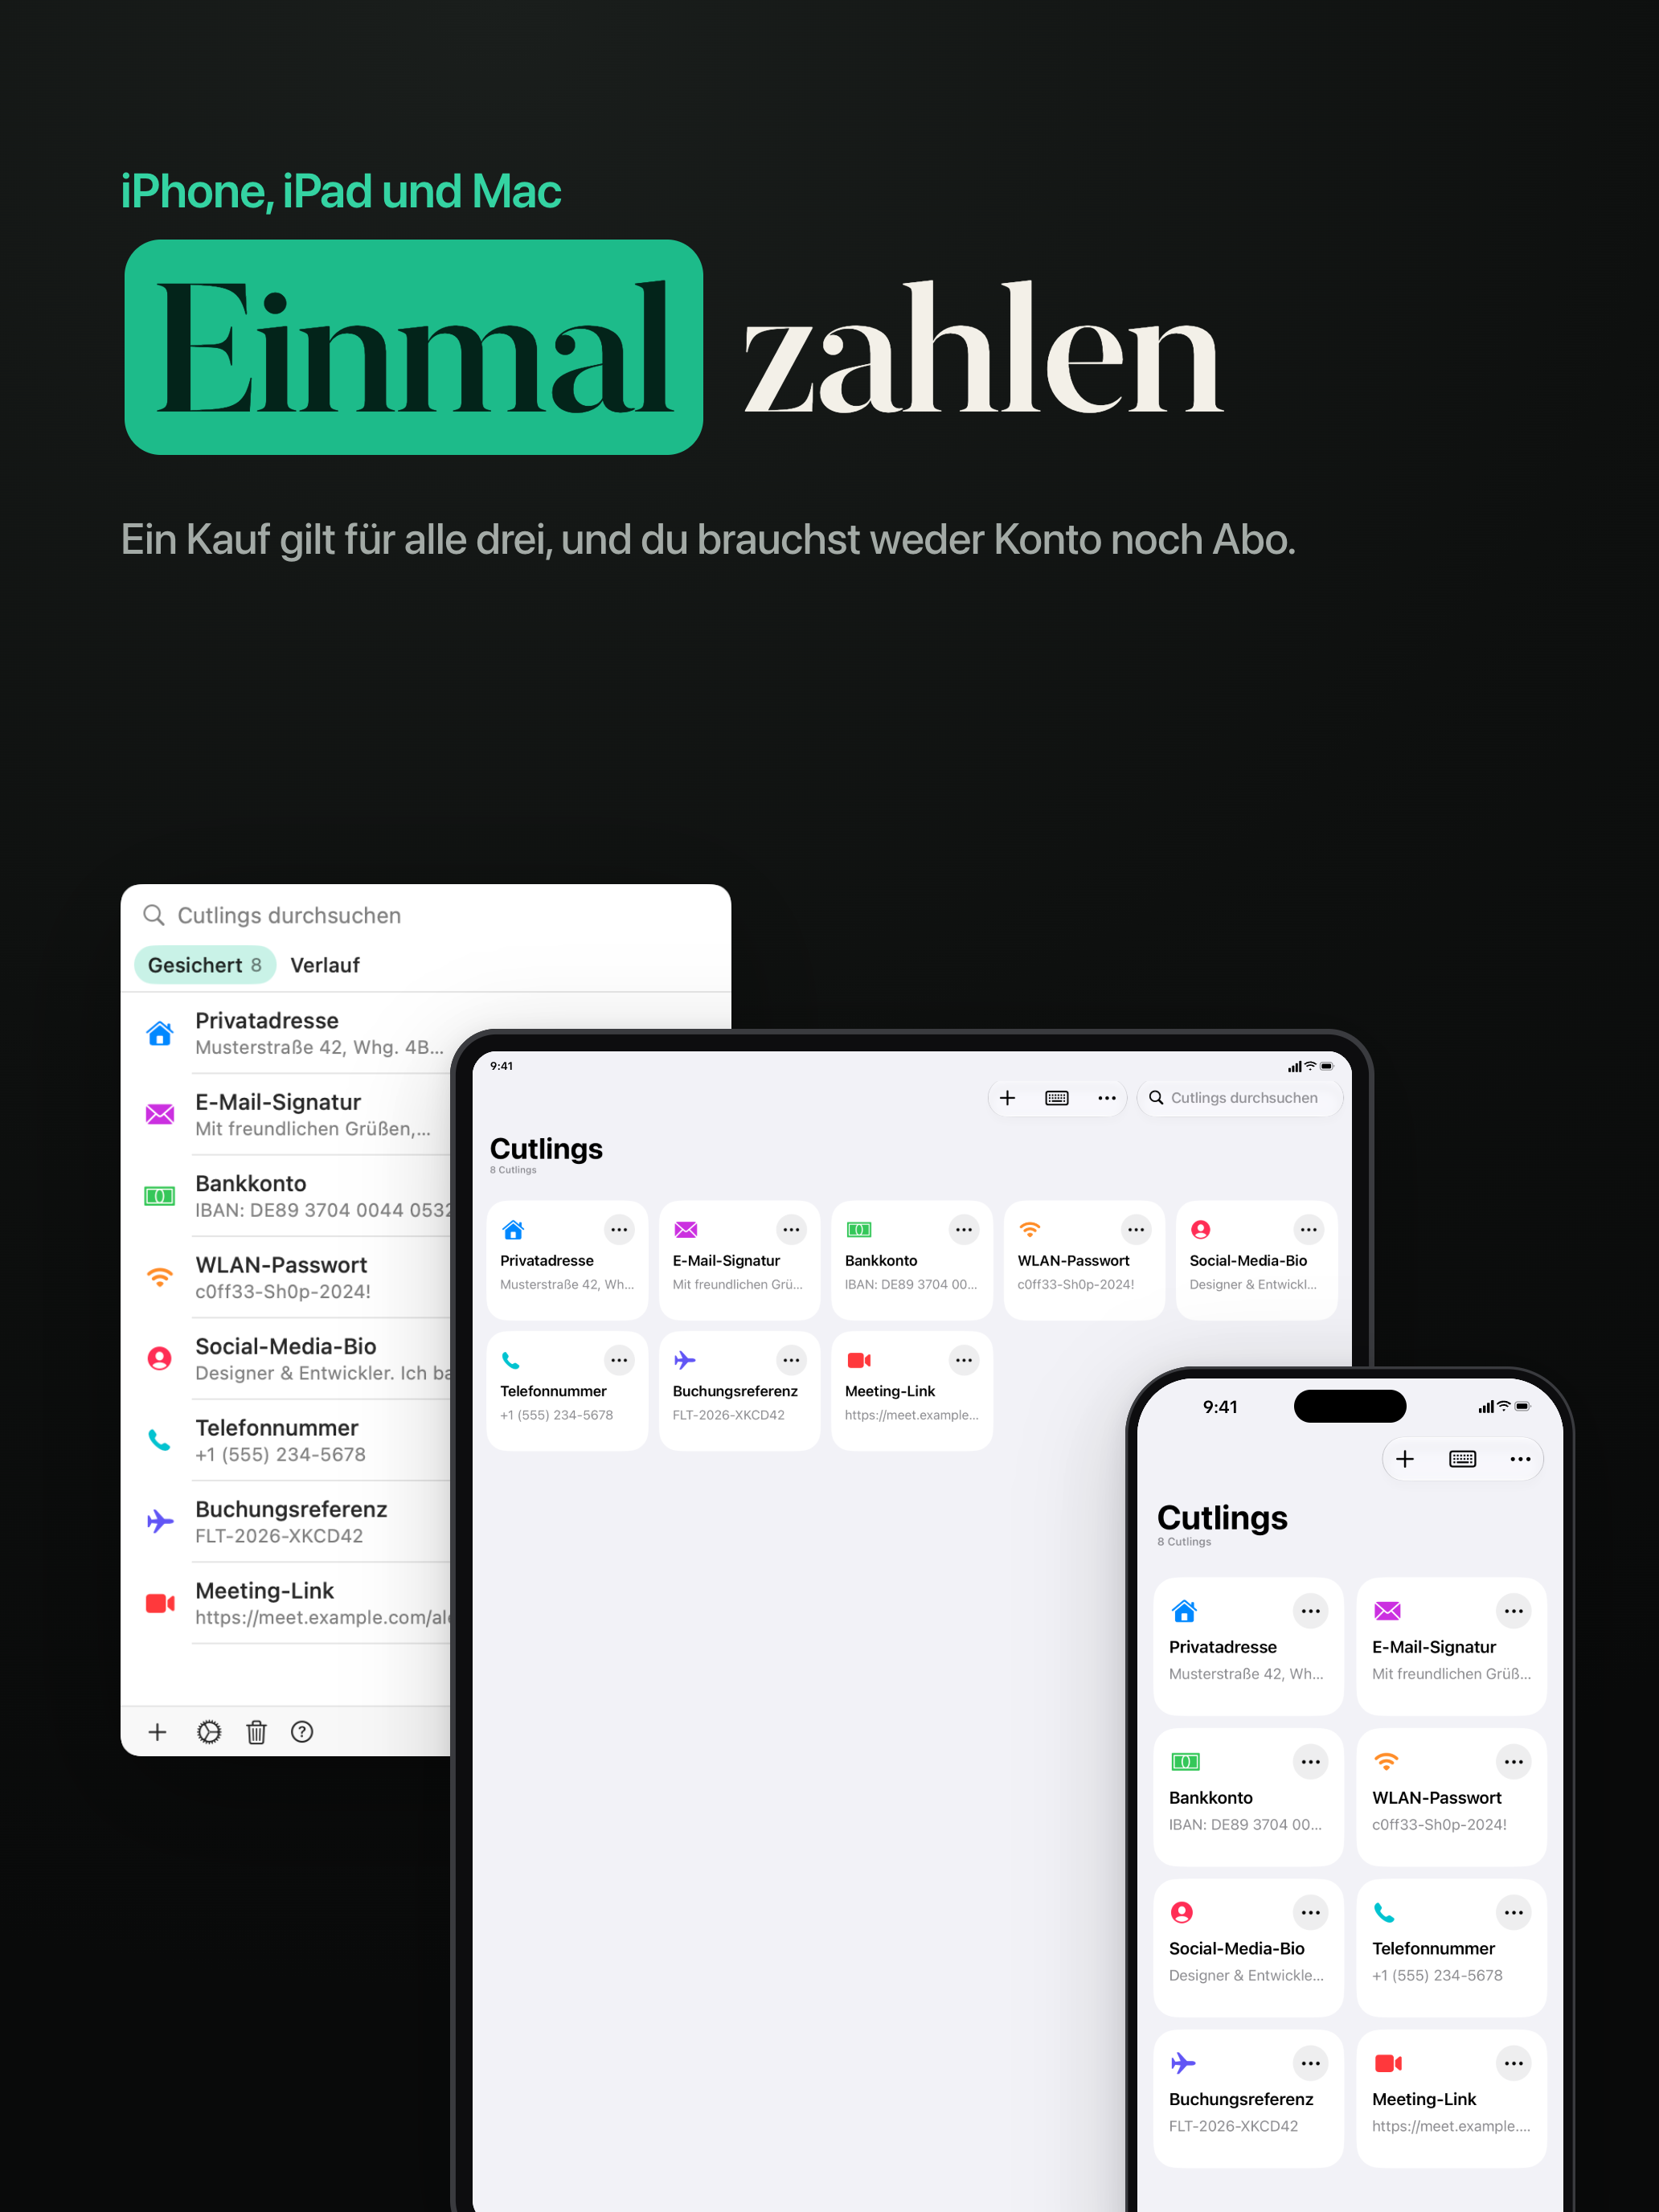 iPhone, iPad und Mac
Einmal zahlen
Ein Kauf gilt für alle drei, und du brauchst weder Konto noch Abo.
Cutlings durchsuchen
Gesichert 8 Verlauf
Privatadresse
Musterstraße 42, Whg. 4B...
E-Mail-Signatur
Mit freundlichen Grüßen,...
Bankkonto
IBAN: DE89 3704 0044 0532
WLAN-Passwort
c0ff33-Sh0p-2024!
Social-Media-Bio
Designer & Entwickler. Ich ba
Telefonnummer
+1 (555) 234-5678
Buchungsreferenz
FLT-2026-XKCD42
Meeting-Link
https://meet.example.com/ale
9:41
Cutlings durchsuchen
Cutlings
8 Cutlings
Privatadresse
Musterstraße 42, Wh...
E-Mail-Signatur
Mit freundlichen Grü...
Bankkonto
IBAN: DE89 3704 00...
WLAN-Passwort
c0ff33-Sh0p-2024!
Social-Media-Bio
Designer & Entwickl...
Telefonnummer
+1 (555) 234-5678
Buchungsreferenz
FLT-2026-XKCD42
Meeting-Link
https://meet.example...
9:41
Cutlings
8 Cutlings
Privatadresse
Musterstraße 42, Wh...
E-Mail-Signatur
Mit freundlichen Grüß...
Bankkonto
IBAN: DE89 3704 00...
WLAN-Passwort
c0ff33-Sh0p-2024!
Social-Media-Bio
Designer & Entwickle...
Telefonnummer
+1 (555) 234-5678
Buchungsreferenz
FLT-2026-XKCD42
Meeting-Link
https://meet.example....